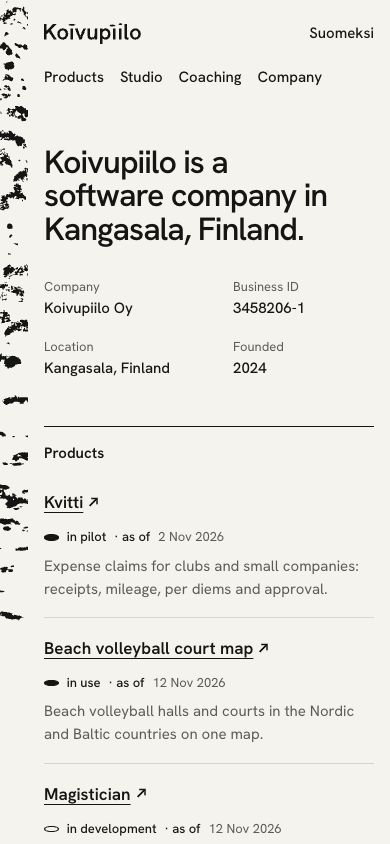 Koīvupīilo
Suomeksi
Products Studio Coaching Company
Koivupiilo is a
software company in
Kangasala, Finland.
Company
Koivupiilo Oy
Business ID
3458206-1
Location
Kangasala, Finland
Founded
2024
Products
Kvitti ↗
in pilot · as of 2 Nov 2026
Expense claims for clubs and small companies:
receipts, mileage, per diems and approval.
Beach volleyball court map ↗
in use · as of 12 Nov 2026
Beach volleyball halls and courts in the Nordic
and Baltic countries on one map.
Magistician ↗
in development · as of 12 Nov 2026